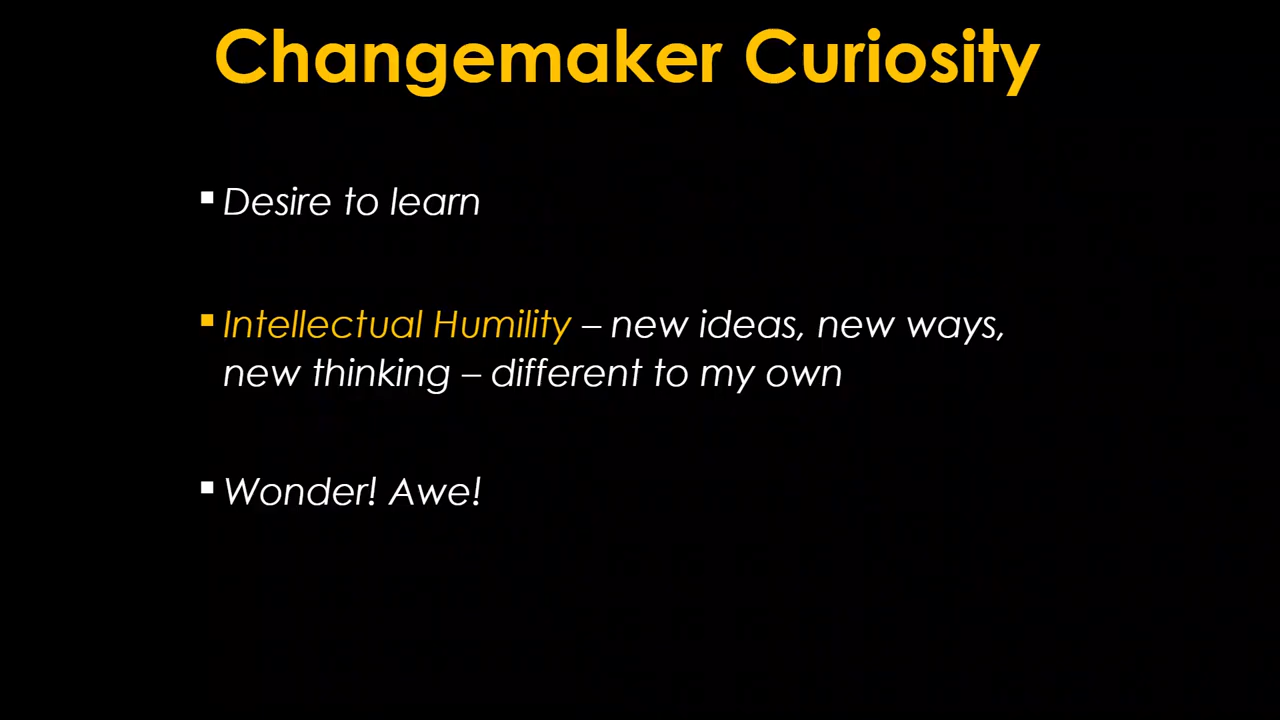 Changemaker Curiosity
▪ Desire to learn
▪ Intellectual Humility – new ideas, new ways,
new thinking – different to my own
▪ Wonder! Awe!